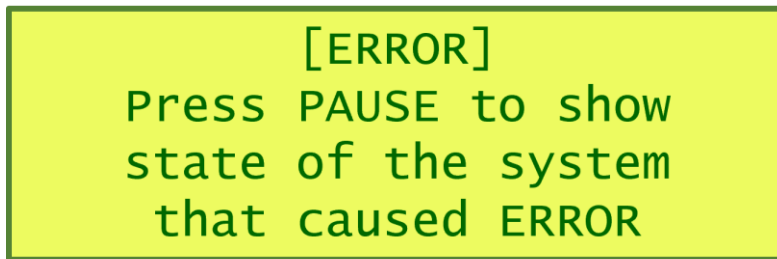 [ERROR]
Press PAUSE to show
state of the system
that caused ERROR